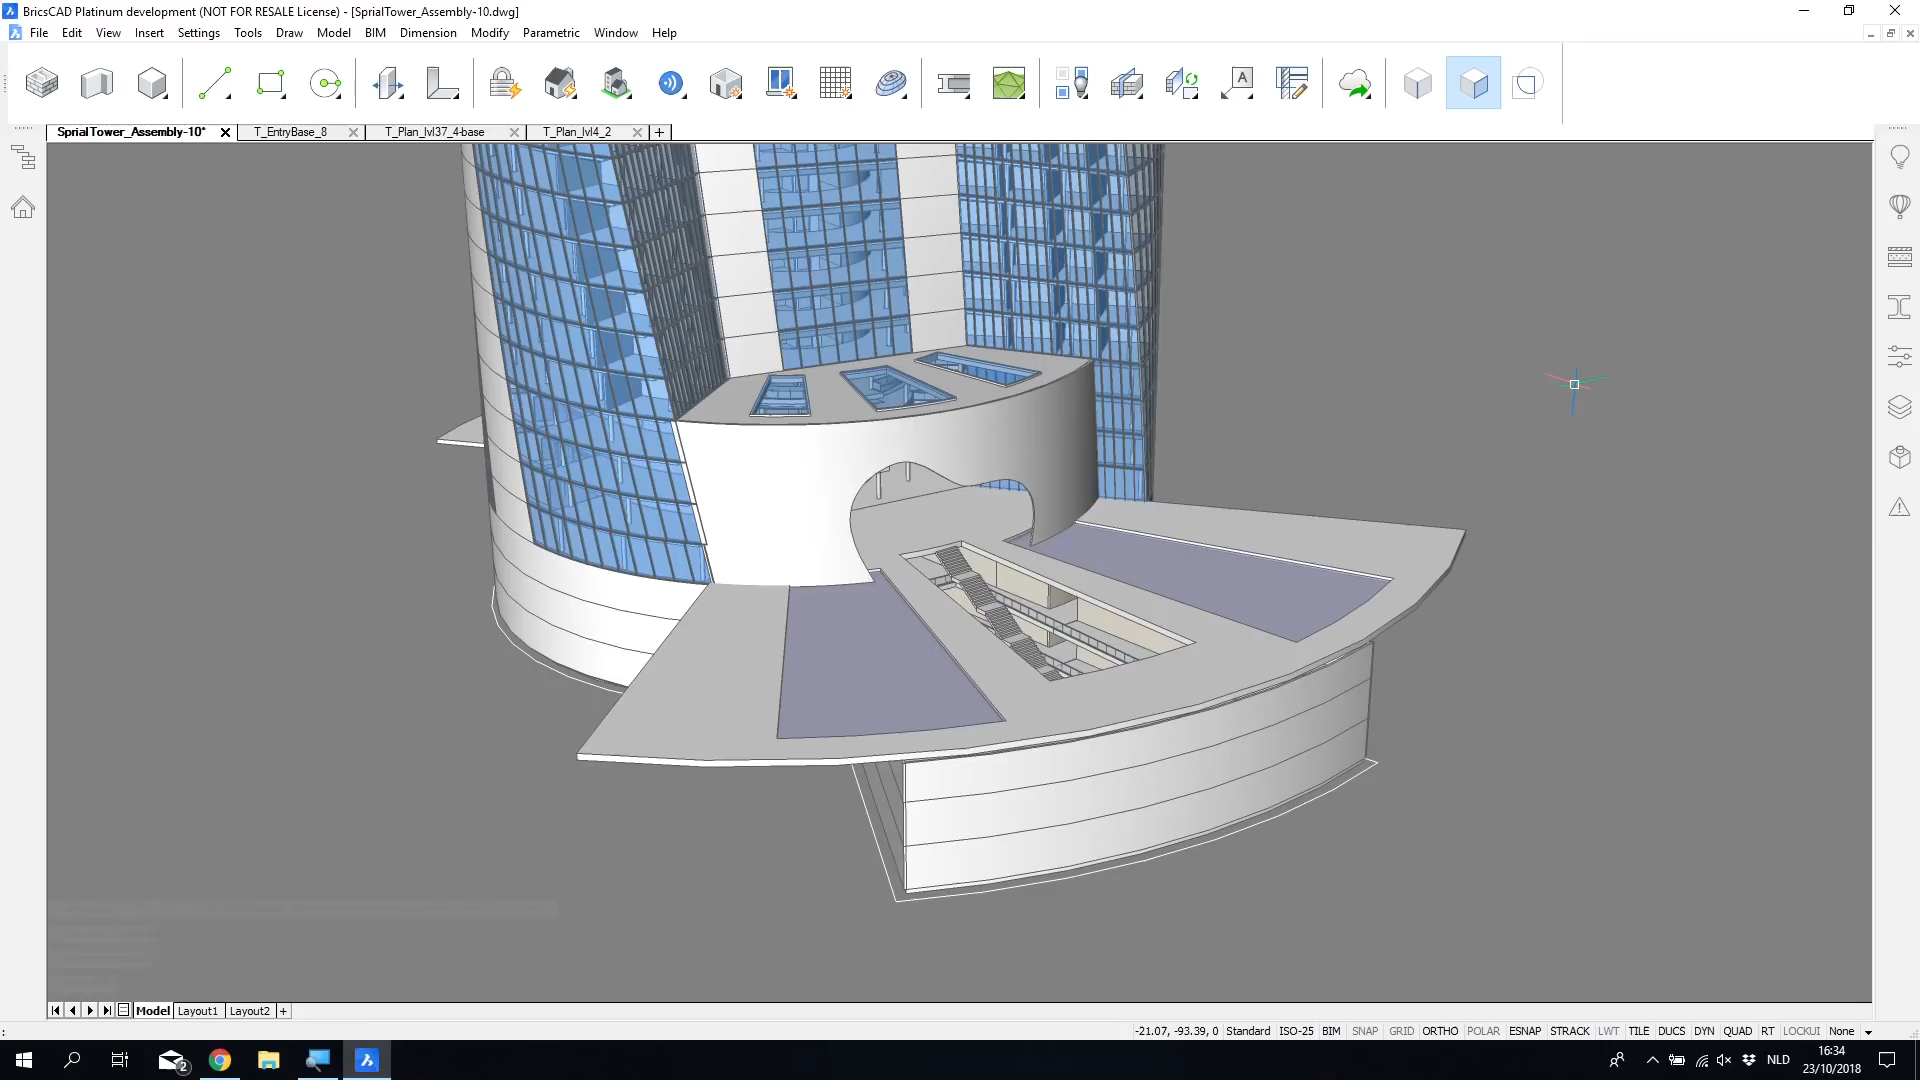 BricsCAD Platinum development (NOT FOR RESALE License) - [SprialTower_Assembly-10.dwg]
File Edit View Insert Settings Tools Draw Model BIM Dimension Modify Parametric Window Help
A
SprialTower_Assembly-10* T_EntryBase_8 T_Plan_lvl37_4-base T_Plan_lvl4_2
Model Layout1 Layout2
: -21.07, -93.39, 0 Standard ISO-25 BIM SNAP GRID ORTHO POLAR ESNAP STRACK LWT TILE DUCS DYN QUAD RT LOCKUI None
2 NLD 16:34
23/10/2018